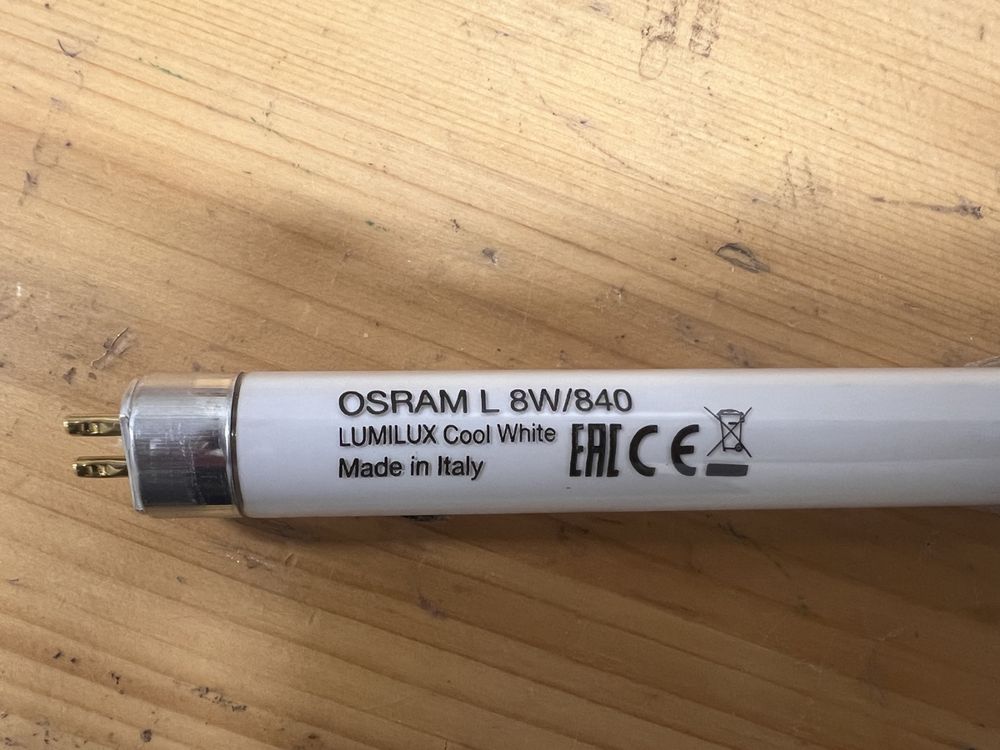 OSRAM L 8W/840
LUMILUX Cool White
Made in Italy
EAC CE